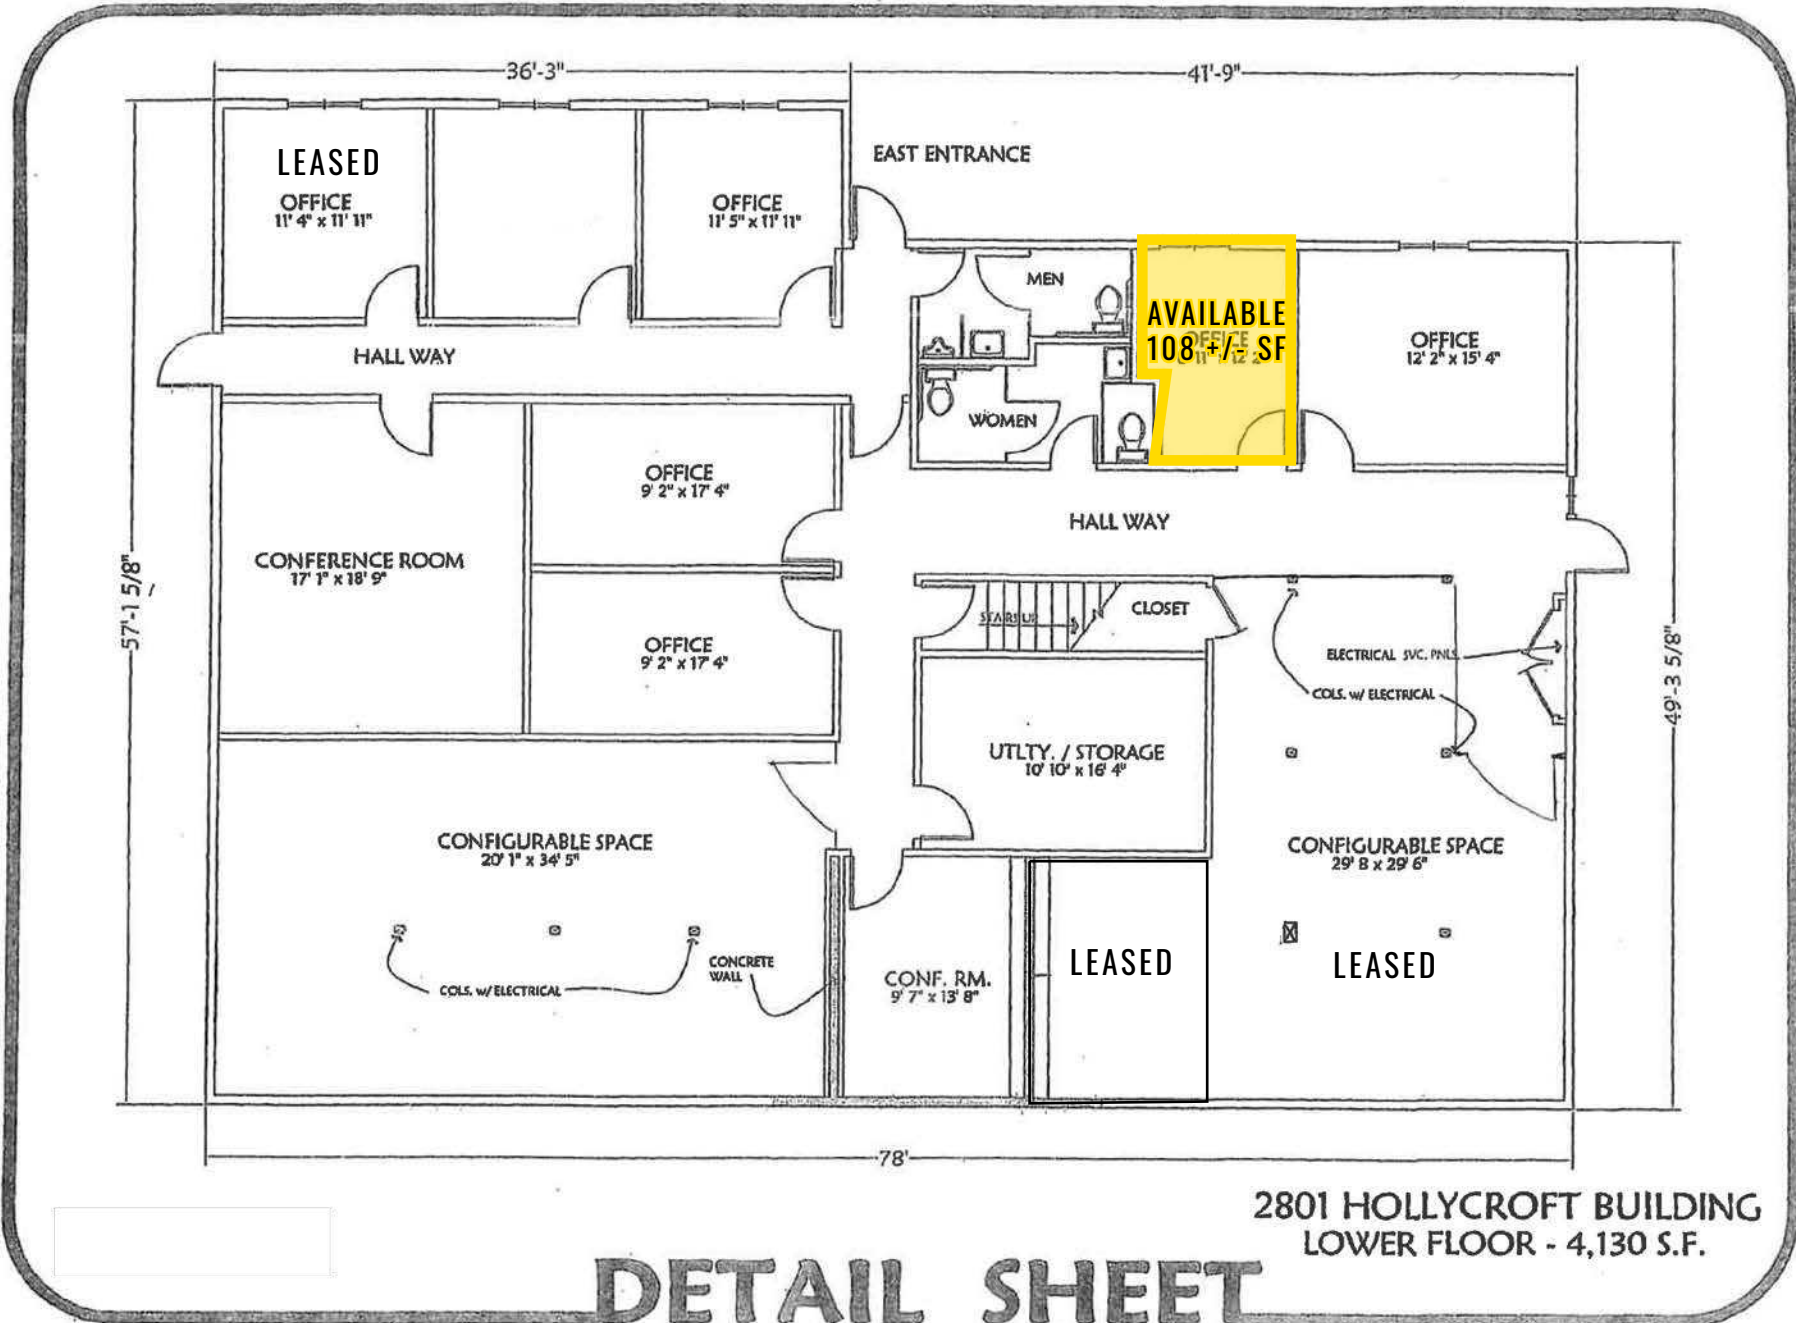 36'-3"
41'-9"
EAST ENTRANCE
LEASED
OFFICE
11' 4" x 11' 11"
OFFICE
11' 5" x 11' 11"
MEN
AVAILABLE
108 +/- SF
OFFICE
OFFICE
12' 2" x 15' 4"
HALL WAY
WOMEN
OFFICE
9' 2" x 17' 4"
HALL WAY
CONFERENCE ROOM
17' 1" x 18' 9"
57'-1 5/8"
OFFICE
9' 2" x 17' 4"
STAIRS UP
CLOSET
ELECTRICAL SVC. PNLS.
COLS. W/ ELECTRICAL
49'-3 5/8"
UTLTY. / STORAGE
10' 10" x 16' 4"
CONFIGURABLE SPACE
20' 1" x 34' 5"
CONFIGURABLE SPACE
29' 8 x 29' 6"
COLS. W/ ELECTRICAL
CONCRETE
WALL
CONF. RM.
9' 7" x 13' 8"
LEASED
LEASED
78'
2801 HOLLYCROFT BUILDING
LOWER FLOOR - 4,130 S.F.
DETAIL SHEET